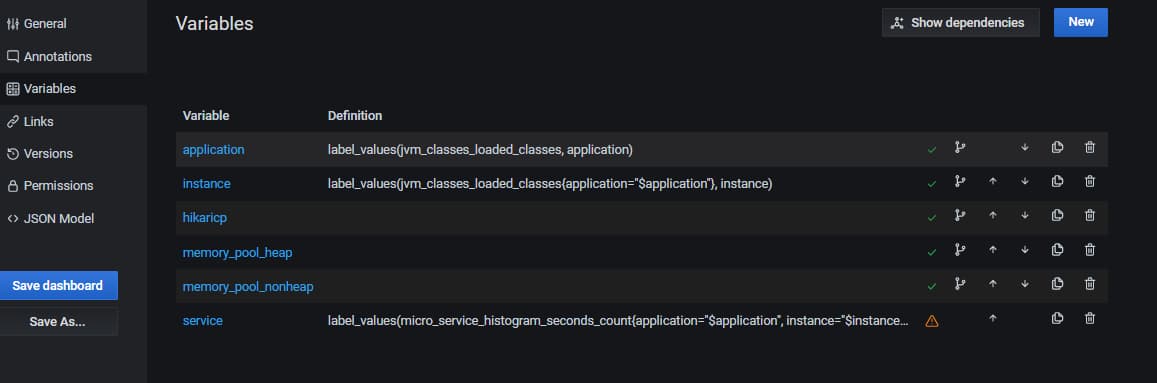 General
Annotations
Variables
Links
Versions
Permissions
JSON Model
Save dashboard
Save As...
Variables
Show dependencies
New
Variable Definition
application label_values(jvm_classes_loaded_classes, application)
instance label_values(jvm_classes_loaded_classes{application="$application"}, instance)
hikaricp
memory_pool_heap
memory_pool_nonheap
service label_values(micro_service_histogram_seconds_count{application="$application", instance="$instance...